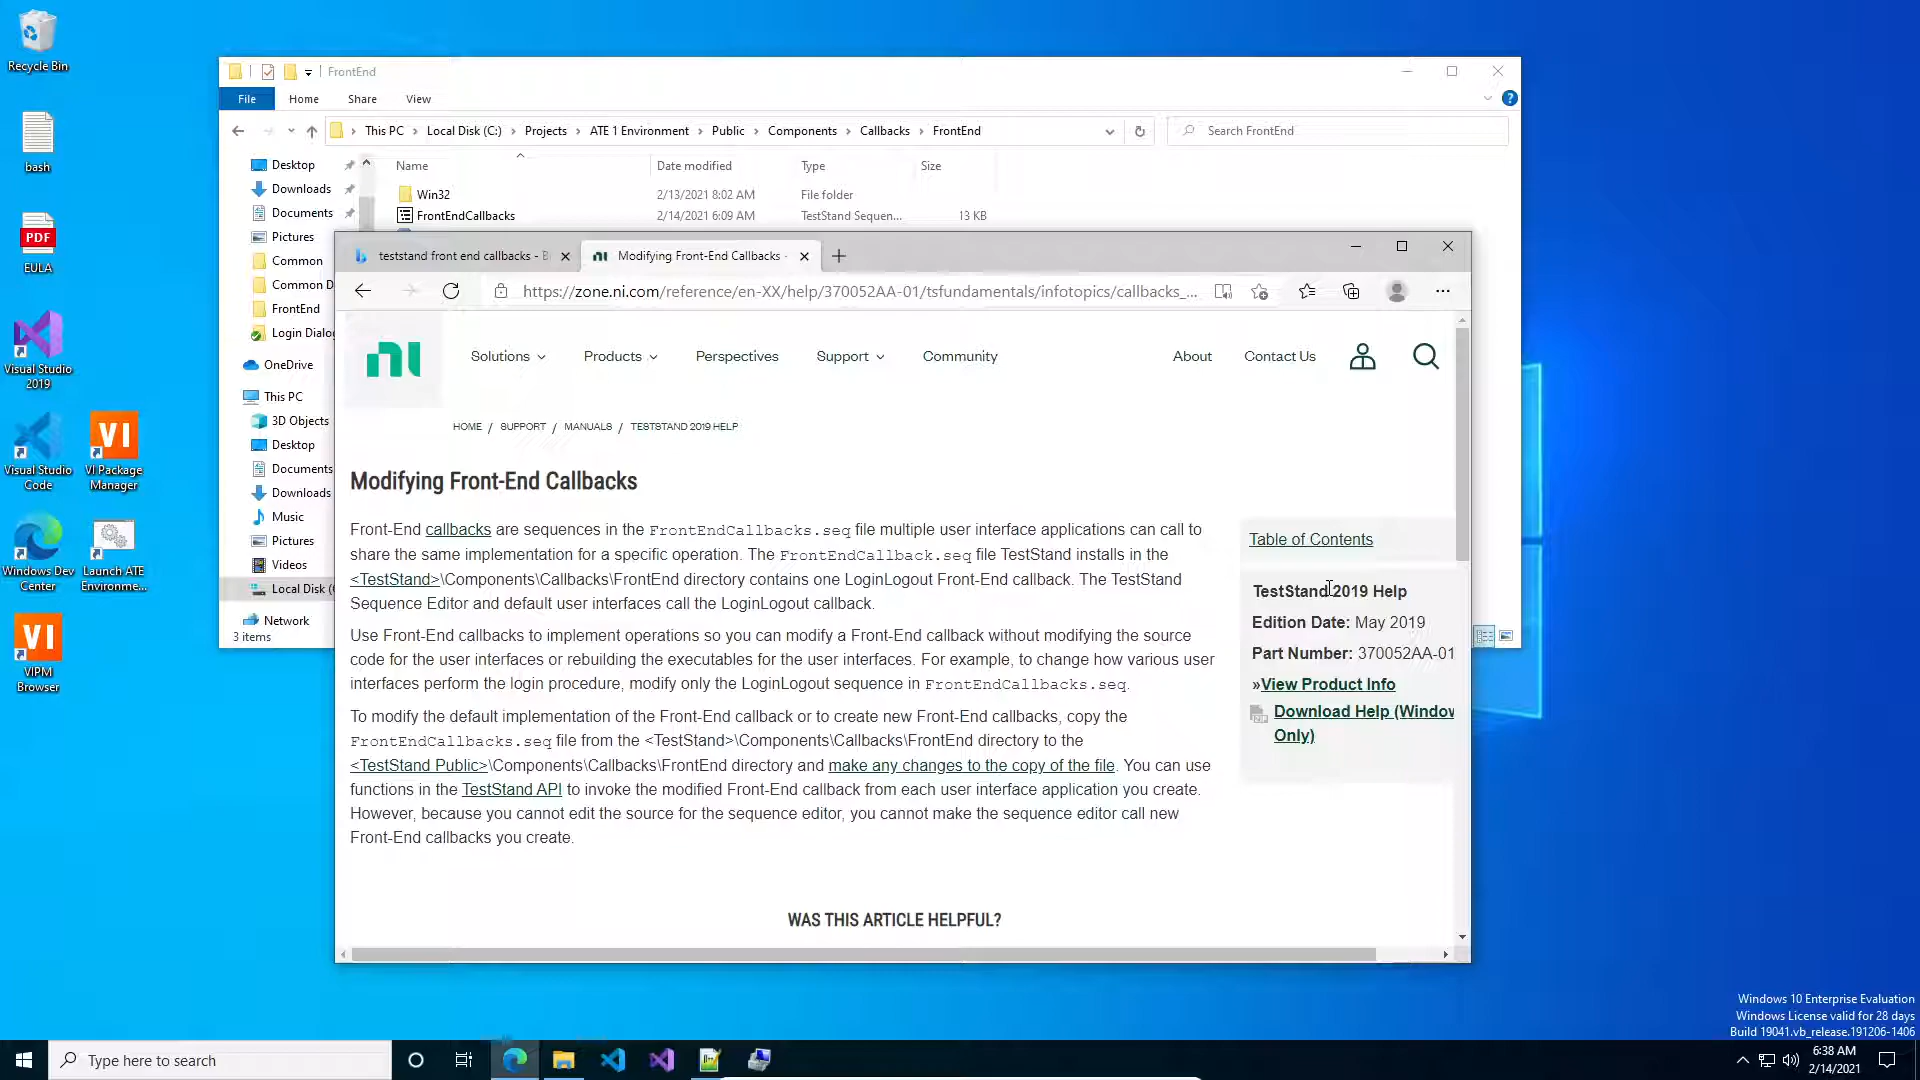 Recycle Bin
bash
PDF
EULA
Visual Studio
2019
Visual Studio
Code
VI
VI Package
Manager
Windows Dev
Center
Launch ATE
Environme...
VI
VIPM
Browser
FrontEnd
File Home Share View
This PC Local Disk (C:) Projects ATE 1 Environment Public Components Callbacks FrontEnd
Search FrontEnd
Name Date modified Type Size
Win32 2/13/2021 8:02 AM File folder
FrontEndCallbacks 2/14/2021 6:09 AM TestStand Sequen... 13 KB
Desktop
Downloads
Documents
Pictures
Common
Common D
FrontEnd
Login Dialo
OneDrive
This PC
3D Objects
Desktop
Documents
Downloads
Music
Pictures
Videos
Local Disk (
Network
3 items
teststand front end callbacks - B
Modifying Front-End Callbacks -
https://zone.ni.com/reference/en-XX/help/370052AA-01/tsfundamentals/infotopics/callbacks_...
ni
Solutions Products Perspectives Support Community About Contact Us
HOME / SUPPORT / MANUALS / TESTSTAND 2019 HELP
Modifying Front-End Callbacks
Front-End callbacks are sequences in the FrontEndCallbacks.seq file multiple user interface applications can call to
share the same implementation for a specific operation. The FrontEndCallback.seq file TestStand installs in the
<TestStand>\Components\Callbacks\FrontEnd directory contains one LoginLogout Front-End callback. The TestStand
Sequence Editor and default user interfaces call the LoginLogout callback.
Use Front-End callbacks to implement operations so you can modify a Front-End callback without modifying the source
code for the user interfaces or rebuilding the executables for the user interfaces. For example, to change how various user
interfaces perform the login procedure, modify only the LoginLogout sequence in FrontEndCallbacks.seq.
To modify the default implementation of the Front-End callback or to create new Front-End callbacks, copy the
FrontEndCallbacks.seq file from the <TestStand>\Components\Callbacks\FrontEnd directory to the
<TestStand Public>\Components\Callbacks\FrontEnd directory and make any changes to the copy of the file. You can use
functions in the TestStand API to invoke the modified Front-End callback from each user interface application you create.
However, because you cannot edit the source for the sequence editor, you cannot make the sequence editor call new
Front-End callbacks you create.
Table of Contents
TestStand 2019 Help
Edition Date: May 2019
Part Number: 370052AA-01
»View Product Info
Download Help (Window
Only)
WAS THIS ARTICLE HELPFUL?
Windows 10 Enterprise Evaluation
Windows License valid for 28 days
Build 19041.vb_release.191206-1406
Type here to search
6:38 AM
2/14/2021